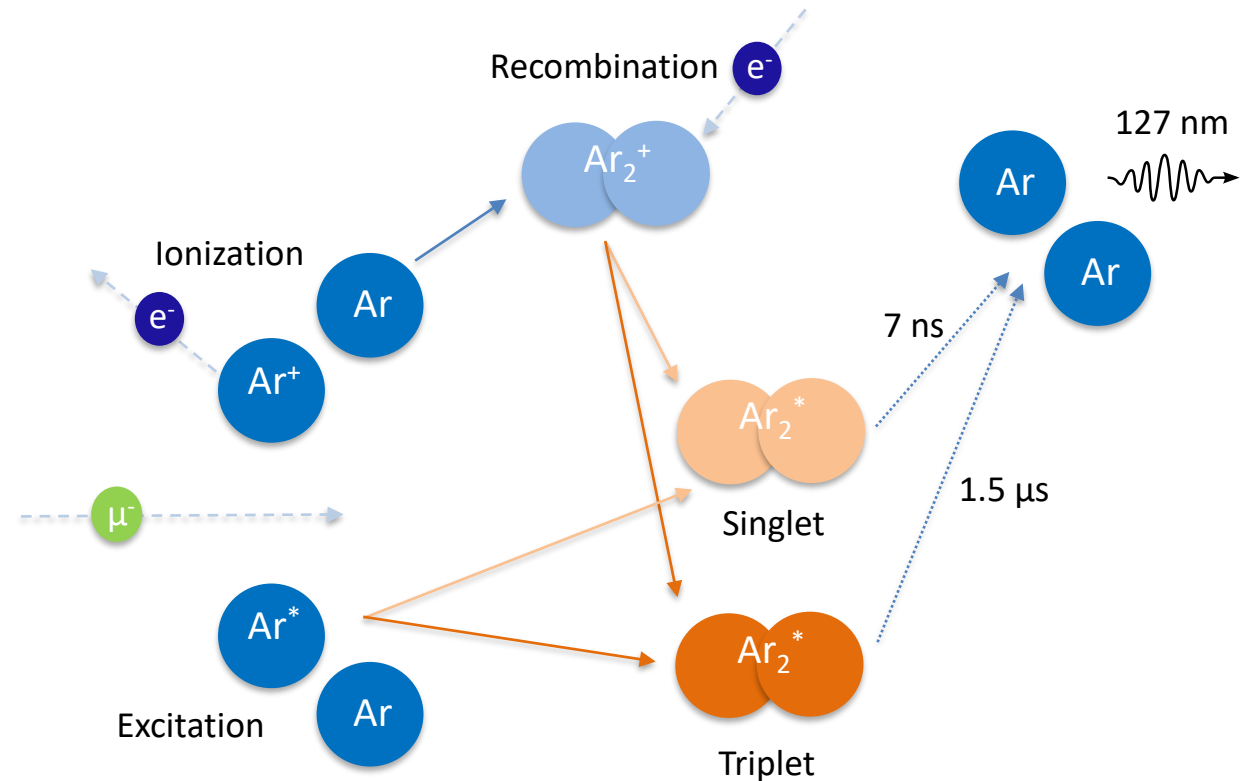 Recombination
e⁻
127 nm
Ar₂⁺
Ar
Ionization
Ar
Ar
e⁻
7 ns
Ar⁺
Ar₂*
1.5 μs
μ⁻
Singlet
Ar*
Ar₂*
Ar
Excitation
Triplet